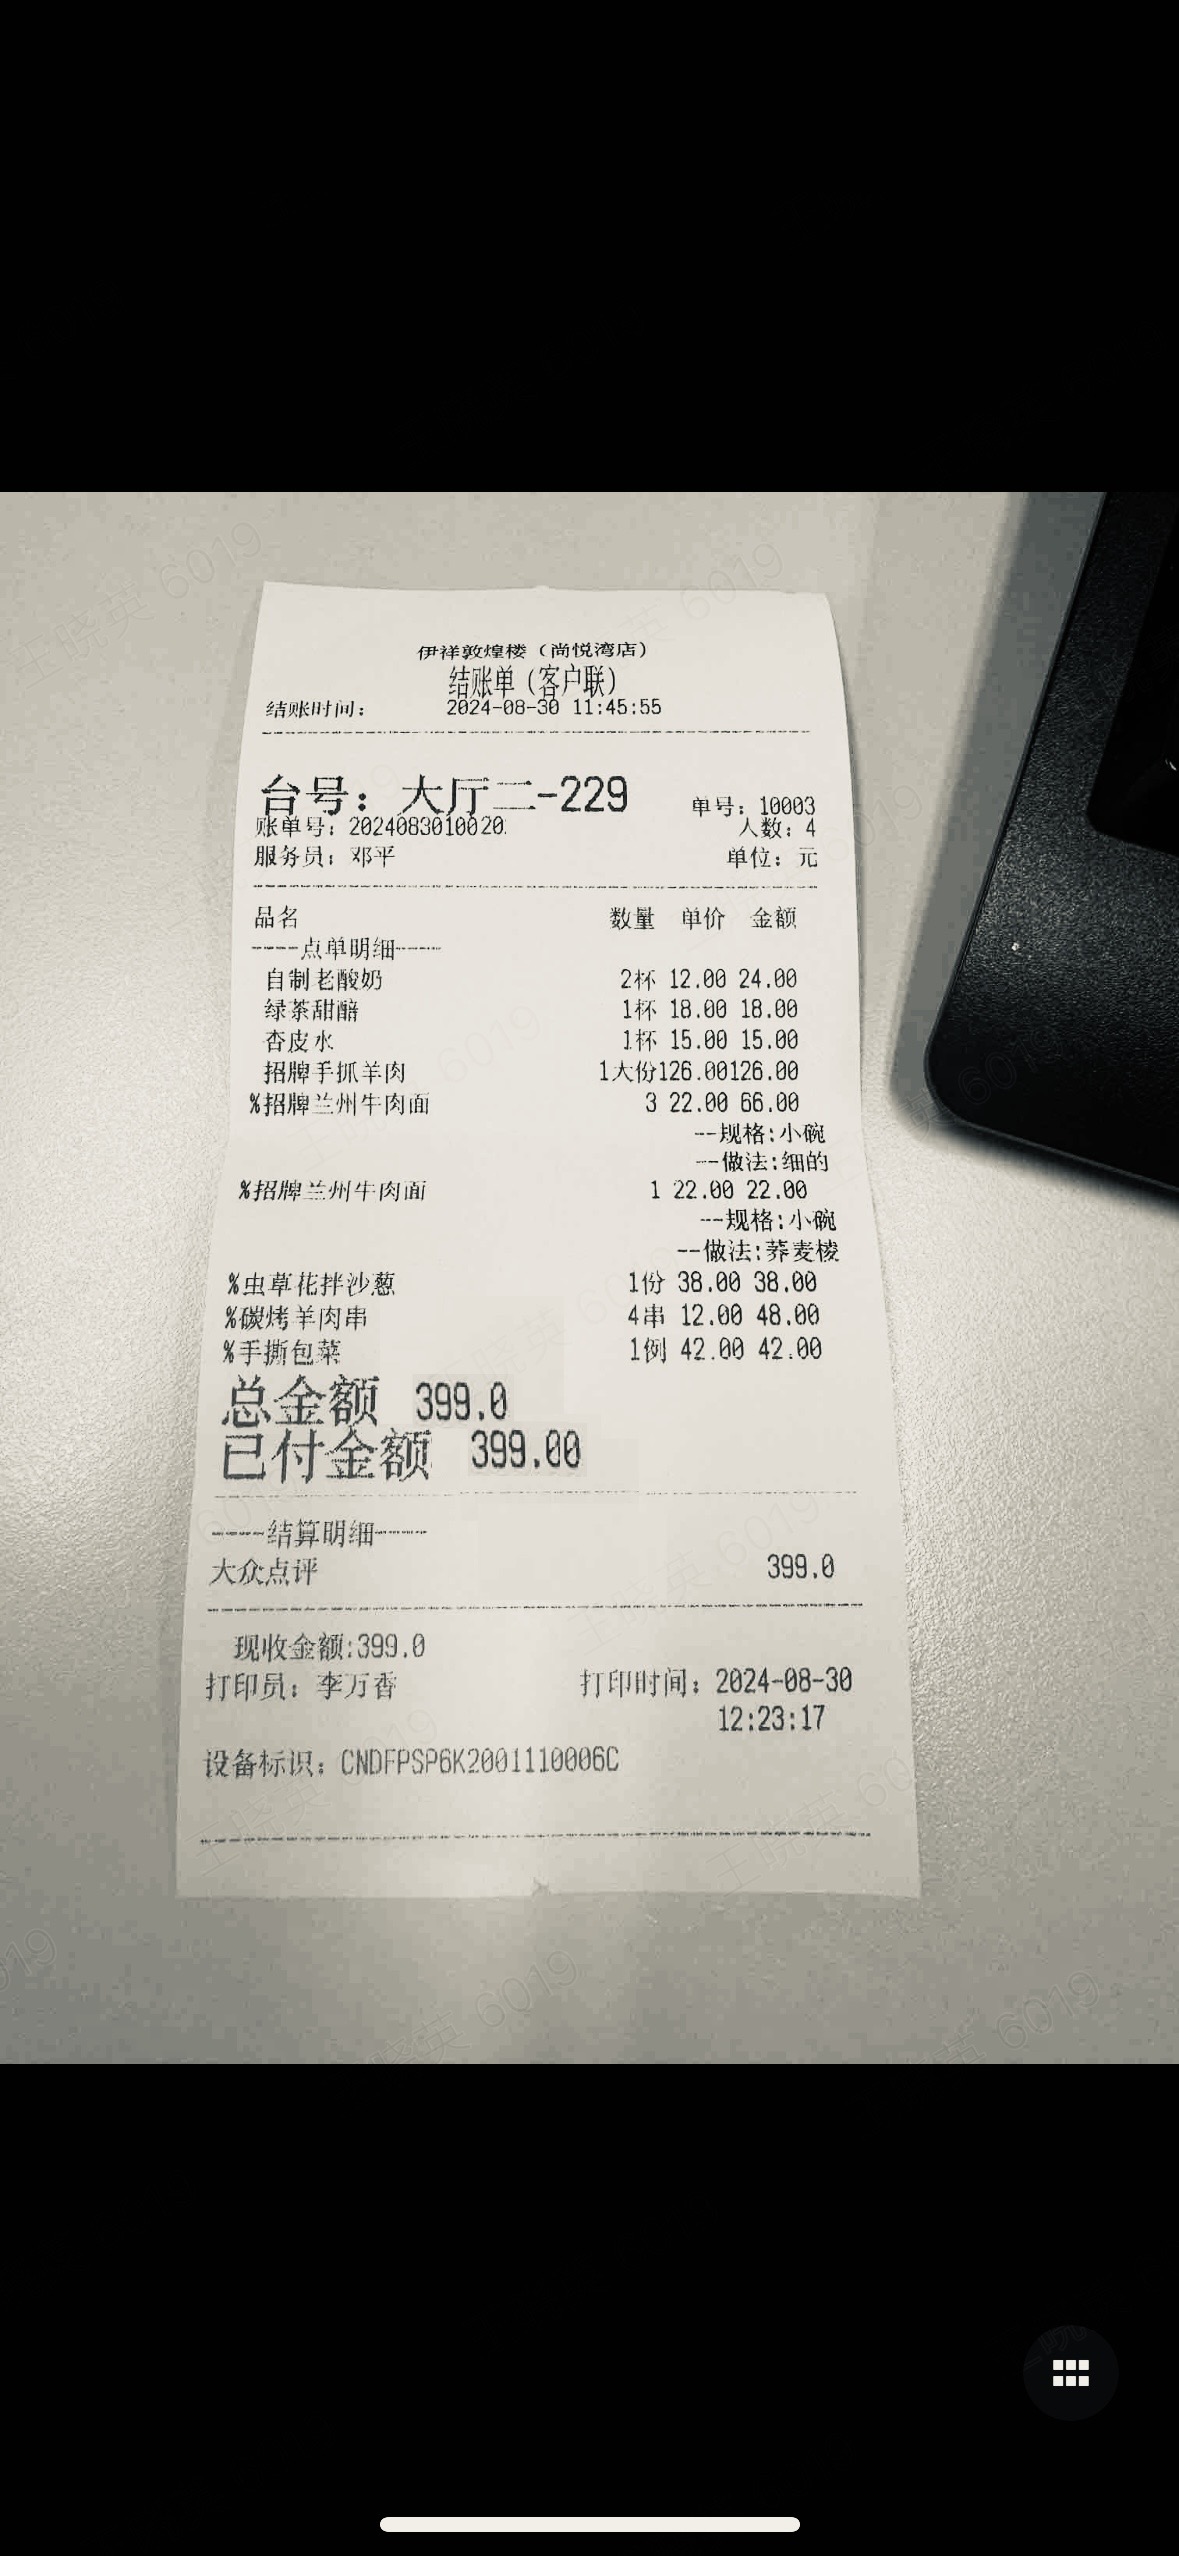 伊祥敦煌楼（尚悦湾店）
结账单（客户联）
结账时间： 2024-08-30 11:45:55
台号：大厅二-229 单号：10003
账单号：2024083010020 人数：4
服务员：邓平 单位：元
品名 数量 单价 金额
-----点单明细-----
自制老酸奶 2杯 12.00 24.00
绿茶甜醅 1杯 18.00 18.00
杏皮水 1杯 15.00 15.00
招牌手抓羊肉 1大份126.00126.00
%招牌兰州牛肉面 3 22.00 66.00
--规格:小碗
--做法:细的
%招牌兰州牛肉面 1 22.00 22.00
--规格:小碗
--做法:荞麦棱
%虫草花拌沙葱 1份 38.00 38.00
%碳烤羊肉串 4串 12.00 48.00
%手撕包菜 1例 42.00 42.00
总金额 399.0
已付金额 399.00
-----结算明细-----
大众点评 399.0
现收金额:399.0
打印员：李万香 打印时间：2024-08-30
12:23:17
设备标识：CNDFPSP6K2001110006C
王晓英 6019